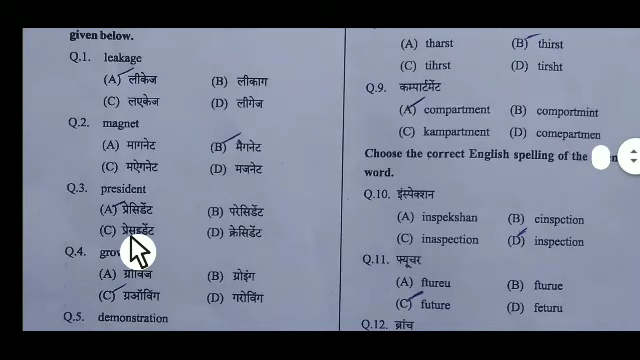 given below.
Q.1. leakage
(A) लीकेज (B) लीकाग
(C) लएकेज (D) लीगेज
Q.2. magnet
(A) मागनेट (B) मैगनेट
(C) मऐगनेट (D) मजनेट
Q.3. president
(A) प्रेसिडेंट (B) परेसिडेंट
(C) प्रेसइडेंट (D) क्रेसिडेंट
Q.4.
(A) ग्रोविंज (B) ग्रोइंग
(C) ग्रऑविंग (D) गरोविंग
Q.5. demonstration
(A) tharst (B) thirst
(C) tihrst (D) tirsht
Q.9. कम्पार्टमेंट
(A) compartment (B) comportmint
(C) kampartment (D) comepartmen
Choose the correct English spelling of the
word.
Q.10. इंस्पेक्शन
(A) inspekshan (B) cinspction
(C) inaspection (D) inspection
Q.11. फ्यूचर
(A) ftureu (B) fturue
(C) future (D) feturu
Q.12. ब्रांच